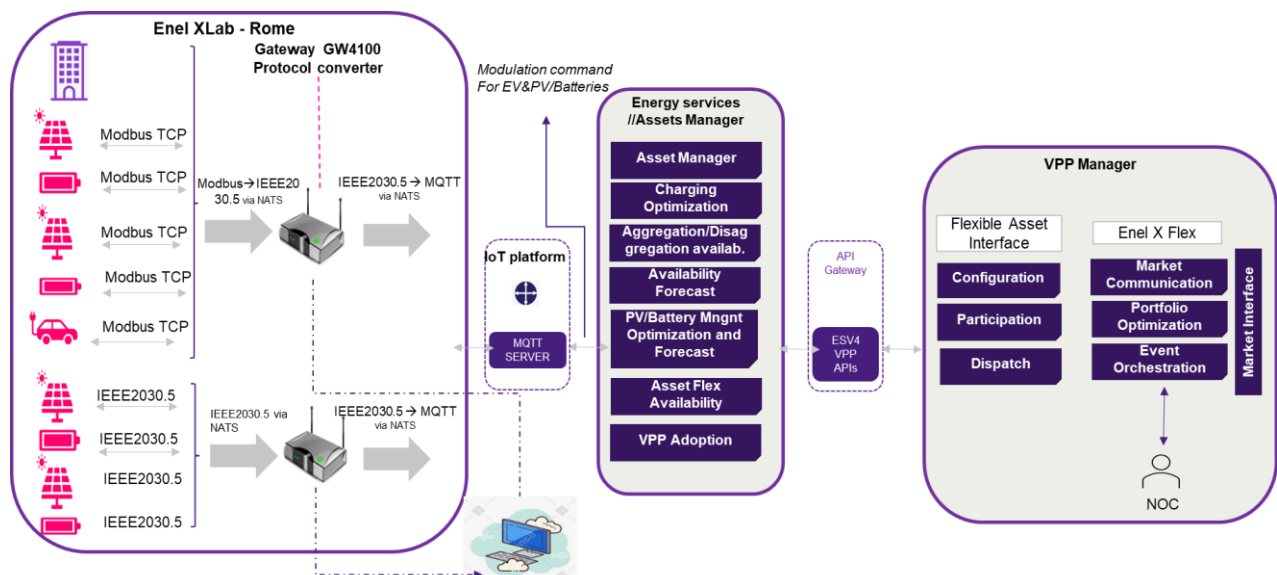 Enel XLab - Rome
Gateway GW4100
Protocol converter
Modbus TCP
Modbus TCP
Modbus TCP
Modbus TCP
Modbus TCP
Modbus→IEEE20
30.5 via NATS
IEEE2030.5→ MQTT
via NATS
IEEE2030.5
IEEE2030.5
IEEE2030.5
IEEE2030.5
IEEE2030.5 via
NATS
IEEE2030.5 → MQTT
via NATS
Modulation command
For EV&PV/Batteries
IoT platform
MQTT
SERVER
Energy services
//Assets Manager
Asset Manager
Charging
Optimization
Aggregation/Disag
gregation availab.
Availability
Forecast
PV/Battery Mngnt
Optimization and
Forecast
Asset Flex
Availability
VPP Adoption
API
Gateway
ESV4
VPP
APIs
VPP Manager
Flexible Asset
Interface
Configuration
Participation
Dispatch
Enel X Flex
Market
Communication
Portfolio
Optimization
Event
Orchestration
Market Interface
NOC